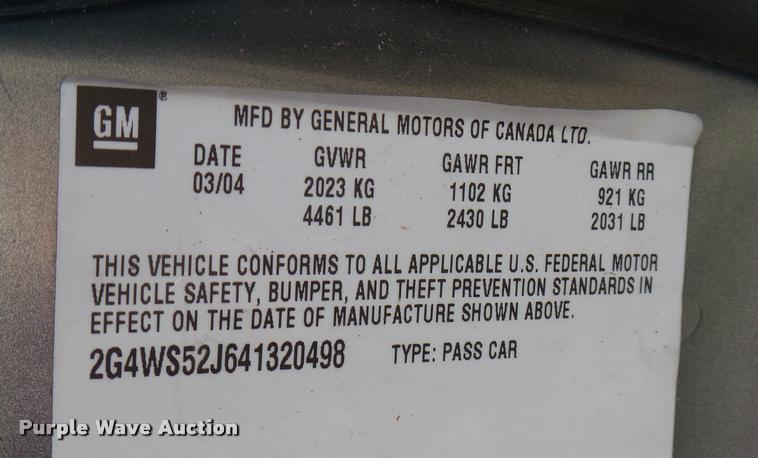 GM®
MFD BY GENERAL MOTORS OF CANADA LTD.
DATE GVWR GAWR FRT GAWR RR
03/04 2023 KG 1102 KG 921 KG
4461 LB 2430 LB 2031 LB
THIS VEHICLE CONFORMS TO ALL APPLICABLE U.S. FEDERAL MOTOR
VEHICLE SAFETY, BUMPER, AND THEFT PREVENTION STANDARDS IN
EFFECT ON THE DATE OF MANUFACTURE SHOWN ABOVE.
2G4WS52J641320498 TYPE: PASS CAR
Purple Wave Auction